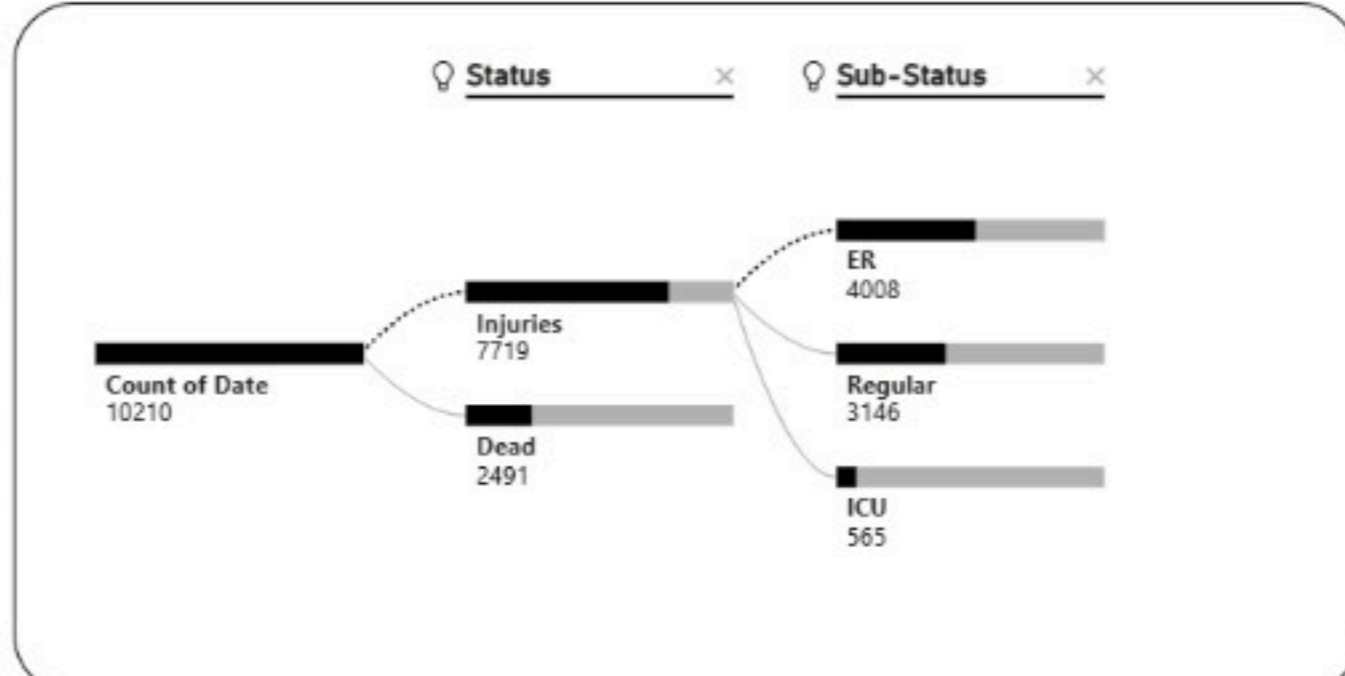 Status
Sub-Status
ER
4008
Injuries
7719
Count of Date
10210
Regular
3146
Dead
2491
ICU
565